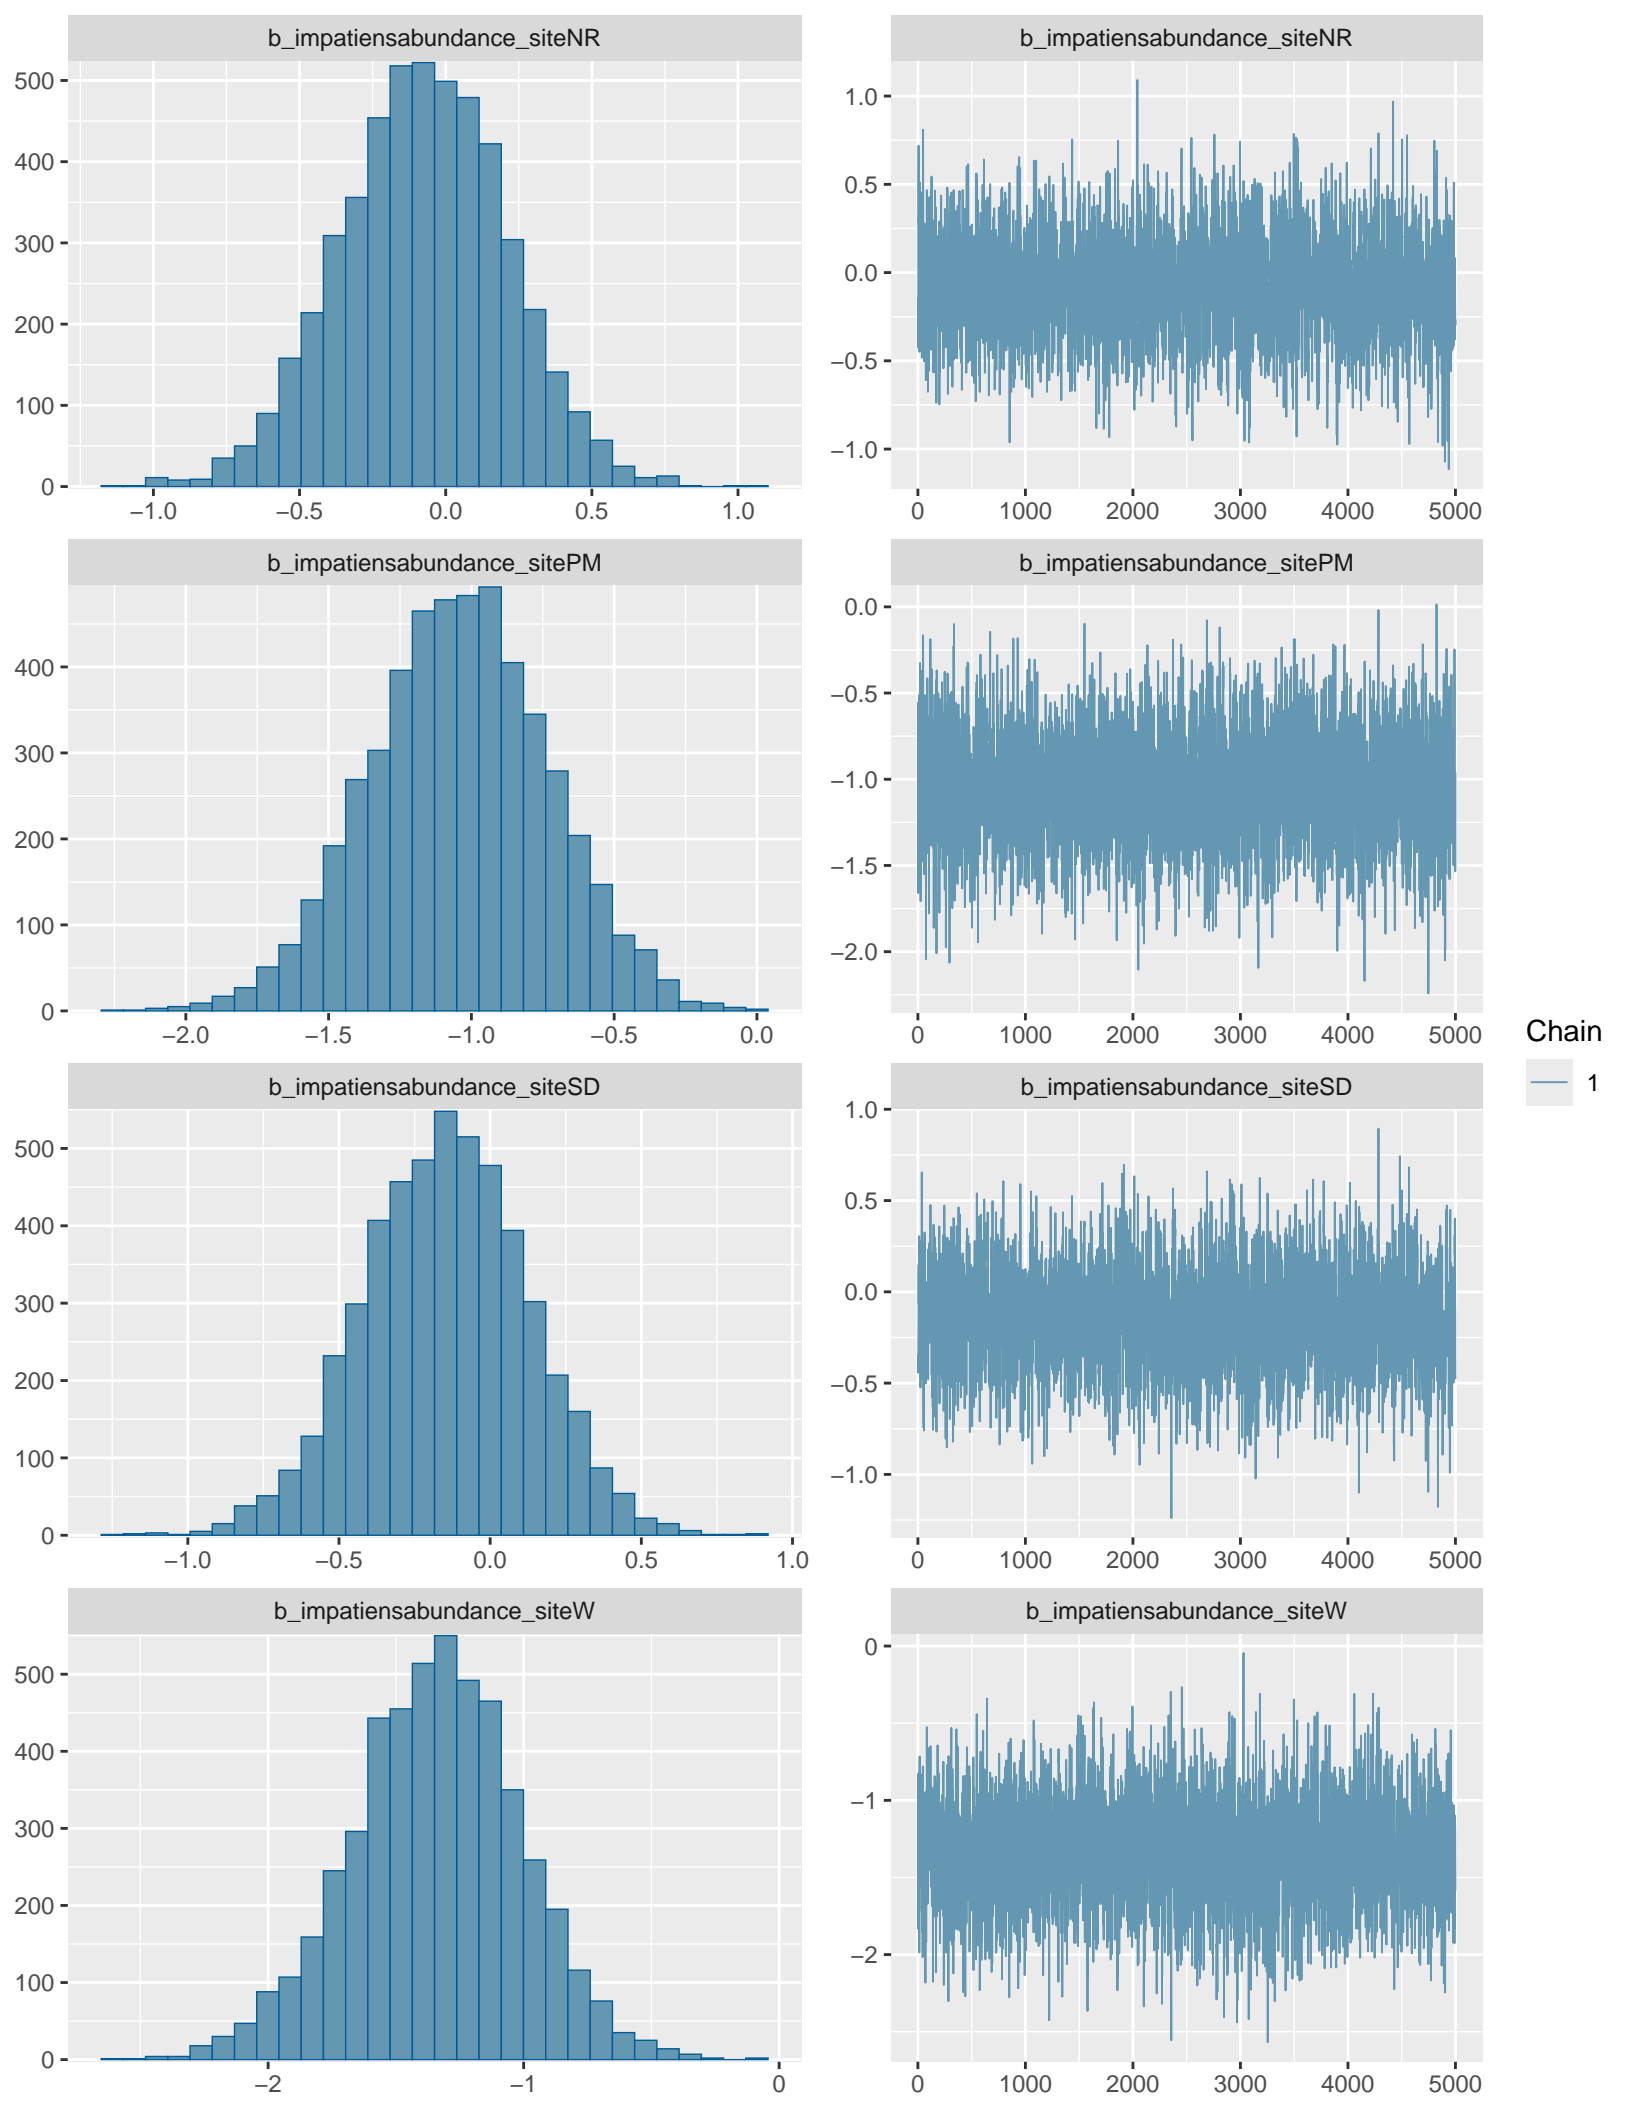 b_impatiensabundance_siteNR
b_impatiensabundance_siteNR
500
400
300
200
100
0
−1.0 −0.5 0.0 0.5 1.0
1.0
0.5
0.0
−0.5
−1.0
0 1000 2000 3000 4000 5000
b_impatiensabundance_sitePM
b_impatiensabundance_sitePM
400
300
200
100
0
−2.0 −1.5 −1.0 −0.5 0.0
0.0
−0.5
−1.0
−1.5
−2.0
0 1000 2000 3000 4000 5000
Chain
1
b_impatiensabundance_siteSD
b_impatiensabundance_siteSD
500
400
300
200
100
0
−1.0 −0.5 0.0 0.5 1.0
1.0
0.5
0.0
−0.5
−1.0
0 1000 2000 3000 4000 5000
b_impatiensabundance_siteW
b_impatiensabundance_siteW
500
400
300
200
100
0
−2 −1 0
0
−1
−2
0 1000 2000 3000 4000 5000